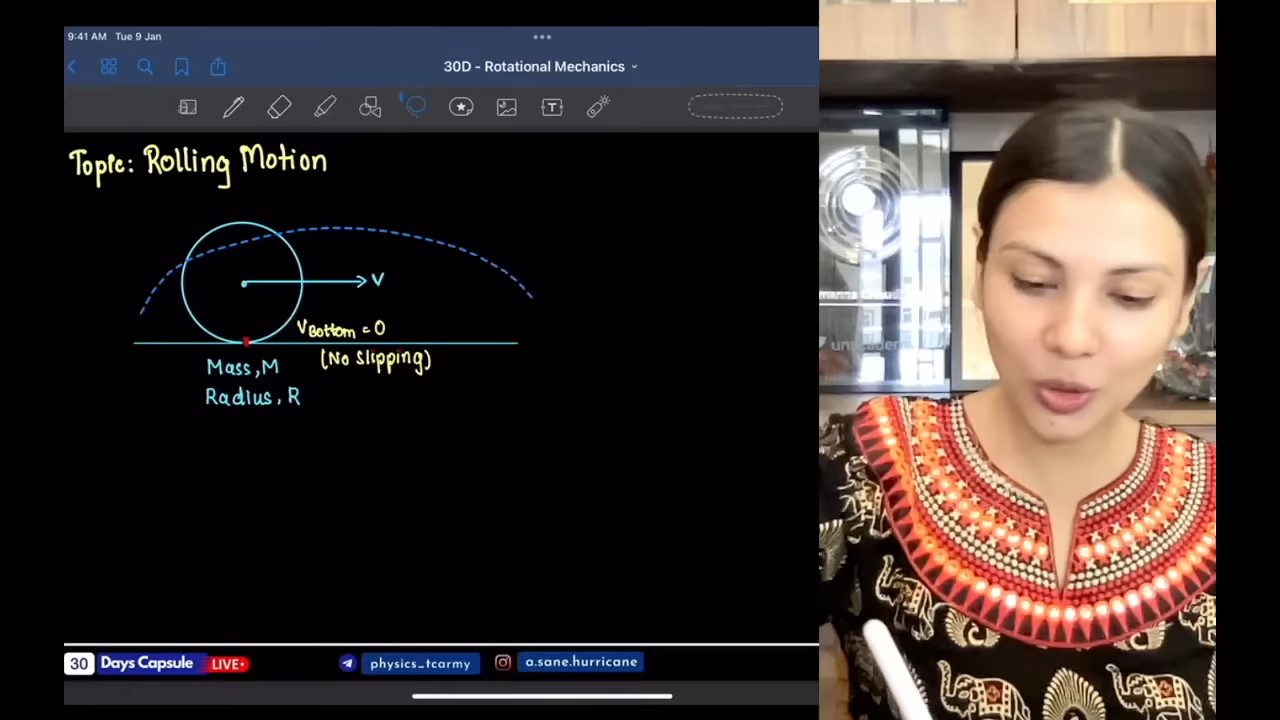 9:41 AM Tue 9 Jan
30D - Rotational Mechanics
Topic: Rolling Motion
V
VBottom = 0
(No Slipping)
Mass, M
Radius, R
30 Days Capsule LIVE
physics_tcarmy
a.sane.hurricane